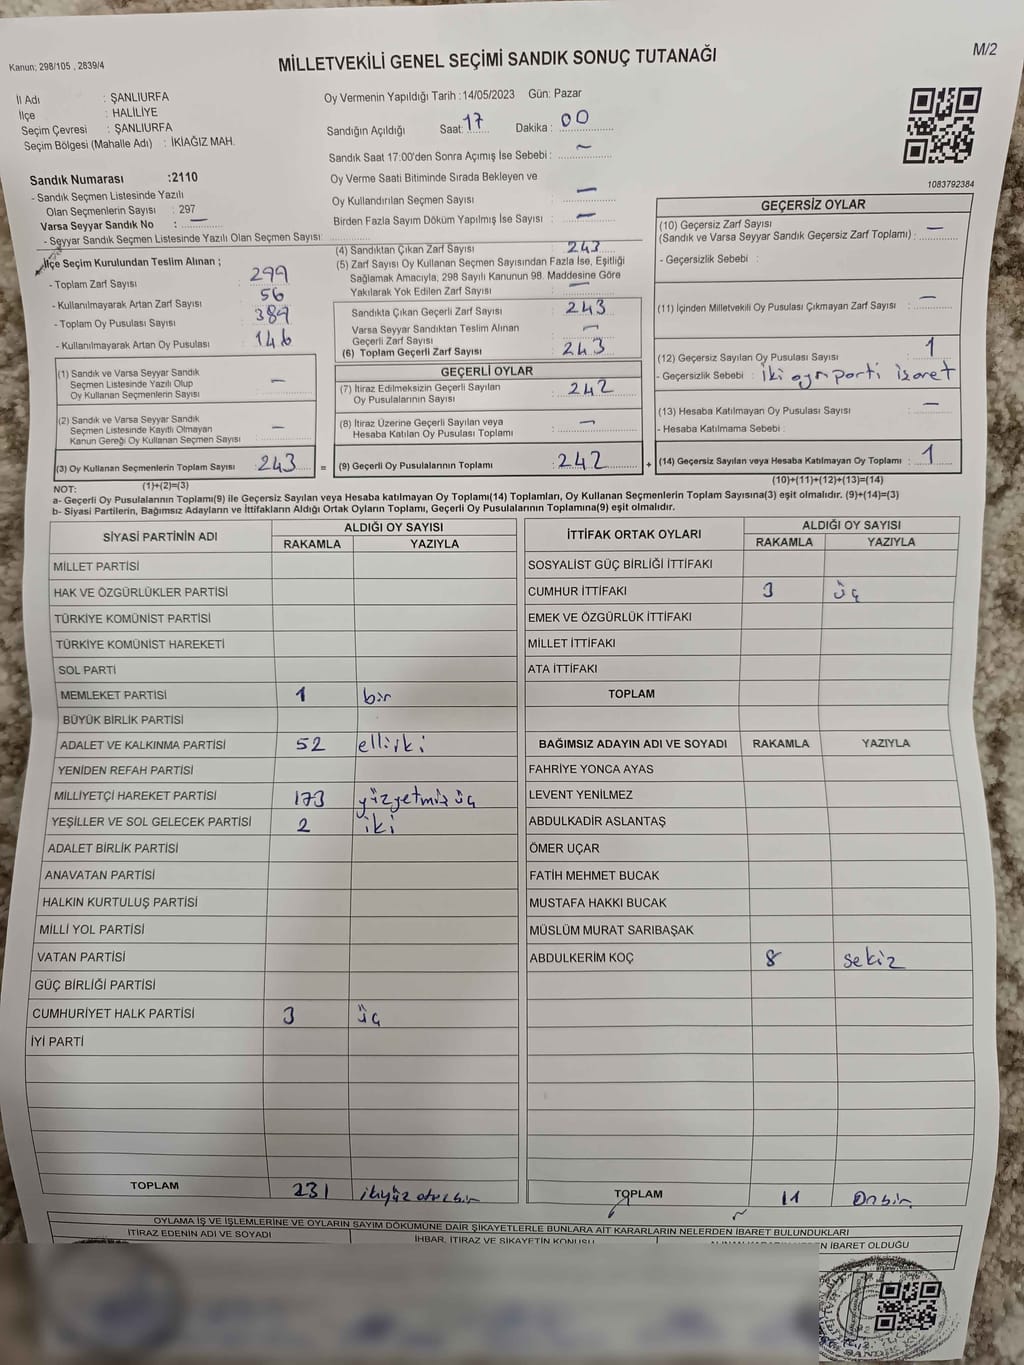 Kanun; 298/105 , 2839/4
MİLLETVEKİLİ GENEL SEÇİMİ SANDIK SONUÇ TUTANAĞI
M/2
İl Adı : ŞANLIURFA
İlçe : HALİLİYE
Seçim Çevresi : ŞANLIURFA
Seçim Bölgesi (Mahalle Adı) : İKİAĞIZ MAH.
Oy Vermenin Yapıldığı Tarih :14/05/2023 Gün: Pazar
Sandığın Açıldığı Saat: 17 Dakika : 00
Sandık Saat 17:00'den Sonra Açımış İse Sebebi : –
Oy Verme Saati Bitiminde Sırada Bekleyen ve
Oy Kullandırılan Seçmen Sayısı : –
Birden Fazla Sayım Döküm Yapılmış İse Sayısı : –
1083792384
Sandık Numarası :2110
- Sandık Seçmen Listesinde Yazılı
Olan Seçmenlerin Sayısı : 297
Varsa Seyyar Sandık No : –
- Seyyar Sandık Seçmen Listesinde Yazılı Olan Seçmen Sayısı:
İlçe Seçim Kurulundan Teslim Alınan ;
- Toplam Zarf Sayısı 299
- Kullanılmayarak Artan Zarf Sayısı 56
- Toplam Oy Pusulası Sayısı 389
- Kullanılmayarak Artan Oy Pusulası 146
(1) Sandık ve Varsa Seyyar Sandık
Seçmen Listesinde Yazılı Olup
Oy Kullanan Seçmenlerin Sayısı : –
(2) Sandık ve Varsa Seyyar Sandık
Seçmen Listesinde Kayıtlı Olmayan
Kanun Gereği Oy Kullanan Seçmen Sayısı : –
(3) Oy Kullanan Seçmenlerin Toplam Sayısı : 243 =
(1)+(2)=(3)
(4) Sandıktan Çıkan Zarf Sayısı : 243
(5) Zarf Sayısı Oy Kullanan Seçmen Sayısından Fazla İse, Eşitliği
Sağlamak Amacıyla, 298 Sayılı Kanunun 98. Maddesine Göre
Yakılarak Yok Edilen Zarf Sayısı : –
Sandıkta Çıkan Geçerli Zarf Sayısı : 243
Varsa Seyyar Sandıktan Teslim Alınan
Geçerli Zarf Sayısı : –
(6) Toplam Geçerli Zarf Sayısı : 243
GEÇERLİ OYLAR
(7) İtiraz Edilmeksizin Geçerli Sayılan
Oy Pusulalarının Sayısı : 242
(8) İtiraz Üzerine Geçerli Sayılan veya
Hesaba Katılan Oy Pusulası Toplamı : –
(9) Geçerli Oy Pusulalarının Toplamı : 242 +
GEÇERSİZ OYLAR
(10) Geçersiz Zarf Sayısı
(Sandık ve Varsa Seyyar Sandık Geçersiz Zarf Toplamı) : –
- Geçersizlik Sebebi :
(11) İçinden Milletvekili Oy Pusulası Çıkmayan Zarf Sayısı : –
(12) Geçersiz Sayılan Oy Pusulası Sayısı : 1
- Geçersizlik Sebebi : iki ayrı parti işaret
(13) Hesaba Katılmayan Oy Pusulası Sayısı : –
- Hesaba Katılmama Sebebi :
(14) Geçersiz Sayılan veya Hesaba Katılmayan Oy Toplamı : 1
(10)+(11)+(12)+(13)=(14)
NOT:
a- Geçerli Oy Pusulalarının Toplamı(9) ile Geçersiz Sayılan veya Hesaba katılmayan Oy Toplamı(14) Toplamları, Oy Kullanan Seçmenlerin Toplam Sayısına(3) eşit olmalıdır. (9)+(14)=(3)
b- Siyasi Partilerin, Bağımsız Adayların ve İttifakların Aldığı Ortak Oyların Toplamı, Geçerli Oy Pusulalarının Toplamına(9) eşit olmalıdır.
SİYASİ PARTİNİN ADI
ALDIĞI OY SAYISI
RAKAMLA YAZIYLA
MİLLET PARTİSİ
HAK VE ÖZGÜRLÜKLER PARTİSİ
TÜRKİYE KOMÜNİST PARTİSİ
TÜRKİYE KOMÜNİST HAREKETİ
SOL PARTİ
MEMLEKET PARTİSİ 1 bir
BÜYÜK BİRLİK PARTİSİ
ADALET VE KALKINMA PARTİSİ 52 elliiki
YENİDEN REFAH PARTİSİ
MİLLİYETÇİ HAREKET PARTİSİ 173 yüzyetmiş üç
YEŞİLLER VE SOL GELECEK PARTİSİ 2 iki
ADALET BİRLİK PARTİSİ
ANAVATAN PARTİSİ
HALKIN KURTULUŞ PARTİSİ
MİLLİ YOL PARTİSİ
VATAN PARTİSİ
GÜÇ BİRLİĞİ PARTİSİ
CUMHURİYET HALK PARTİSİ 3 üç
İYİ PARTİ
TOPLAM 231 ikiyüz otuzbir
İTTİFAK ORTAK OYLARI
ALDIĞI OY SAYISI
RAKAMLA YAZIYLA
SOSYALİST GÜÇ BİRLİĞİ İTTİFAKI
CUMHUR İTTİFAKI 3 üç
EMEK VE ÖZGÜRLÜK İTTİFAKI
MİLLET İTTİFAKI
ATA İTTİFAKI
TOPLAM
BAĞIMSIZ ADAYIN ADI VE SOYADI RAKAMLA YAZIYLA
FAHRİYE YONCA AYAS
LEVENT YENİLMEZ
ABDULKADİR ASLANTAŞ
ÖMER UÇAR
FATİH MEHMET BUCAK
MUSTAFA HAKKI BUCAK
MÜSLÜM MURAT SARIBAŞAK
ABDULKERİM KOÇ 8 sekiz
TOPLAM 11 Onbir
OYLAMA İŞ VE İŞLEMLERİNE VE OYLARIN SAYIM DÖKÜMÜNE DAİR ŞİKAYETLERLE BUNLARA AİT KARARLARIN NELERDEN İBARET BULUNDUKLARI
İTİRAZ EDENİN ADI VE SOYADI
İHBAR, İTİRAZ VE ŞİKAYETİN KONUSU
İBARET OLDUĞU